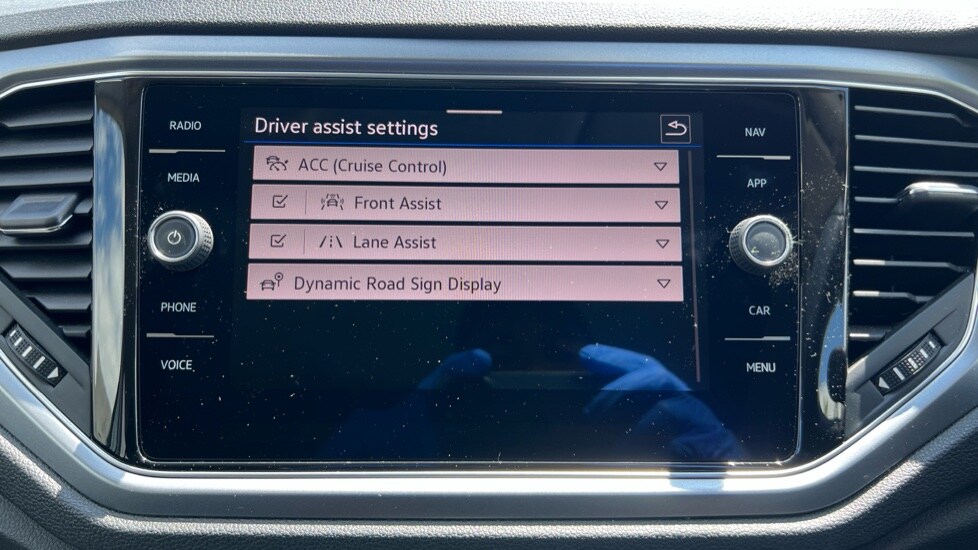 Driver assist settings
ACC (Cruise Control)
Front Assist
Lane Assist
Dynamic Road Sign Display
RADIO
MEDIA
PHONE
VOICE
NAV
APP
CAR
MENU